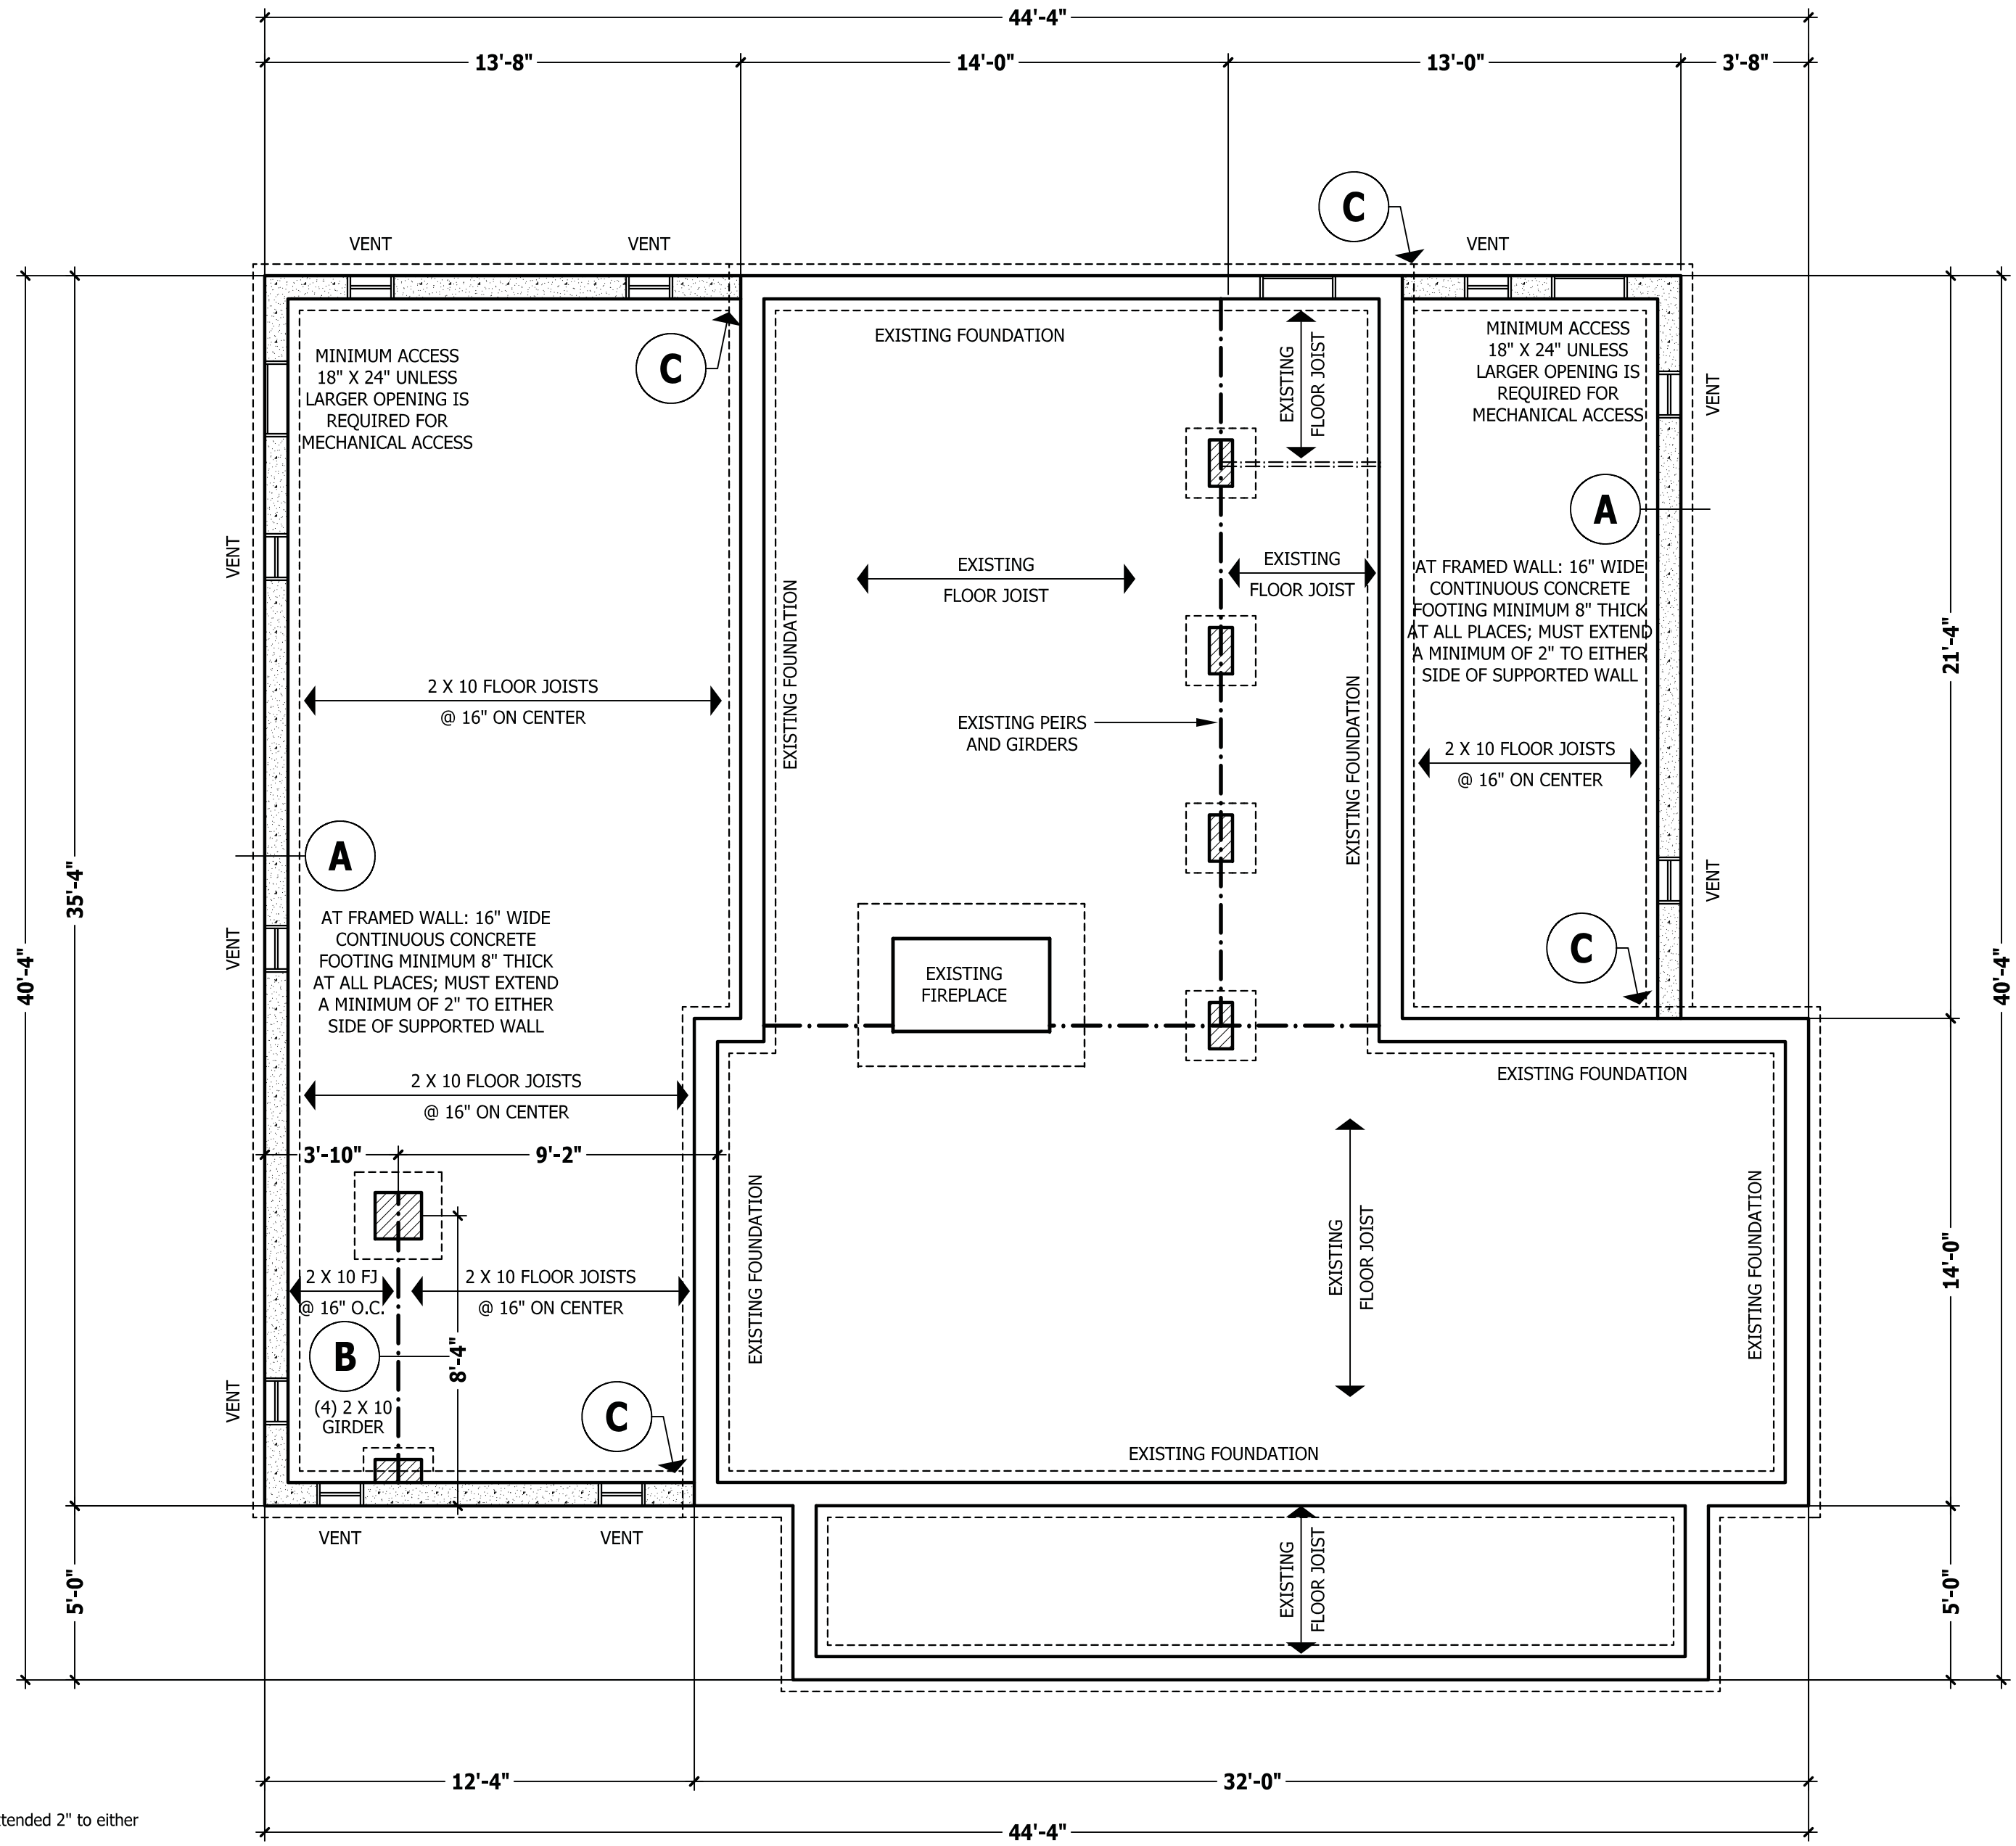 44'-4"
13'-8"
14'-0"
13'-0"
3'-8"
C
VENT
VENT
VENT
EXISTING FOUNDATION
EXISTING
FLOOR JOIST
MINIMUM ACCESS
18" X 24" UNLESS
LARGER OPENING IS
REQUIRED FOR
MECHANICAL ACCESS
C
MINIMUM ACCESS
18" X 24" UNLESS
LARGER OPENING IS
REQUIRED FOR
MECHANICAL ACCESS
VENT
A
VENT
EXISTING
FLOOR JOIST
EXISTING
FLOOR JOIST
AT FRAMED WALL: 16" WIDE
CONTINUOUS CONCRETE
FOOTING MINIMUM 8" THICK
AT ALL PLACES; MUST EXTEND
A MINIMUM OF 2" TO EITHER
SIDE OF SUPPORTED WALL
21'-4"
2 X 10 FLOOR JOISTS
@ 16" ON CENTER
EXISTING FOUNDATION
EXISTING PEIRS
AND GIRDERS
EXISTING FOUNDATION
2 X 10 FLOOR JOISTS
@ 16" ON CENTER
A
35'-4"
VENT
40'-4"
VENT
AT FRAMED WALL: 16" WIDE
CONTINUOUS CONCRETE
FOOTING MINIMUM 8" THICK
AT ALL PLACES; MUST EXTEND
A MINIMUM OF 2" TO EITHER
SIDE OF SUPPORTED WALL
EXISTING
FIREPLACE
C
40'-4"
2 X 10 FLOOR JOISTS
@ 16" ON CENTER
EXISTING FOUNDATION
3'-10"
9'-2"
2 X 10 FJ
@ 16" O.C.
2 X 10 FLOOR JOISTS
@ 16" ON CENTER
EXISTING FOUNDATION
EXISTING
FLOOR JOIST
EXISTING FOUNDATION
14'-0"
B
8'-4"
VENT
(4) 2 X 10
GIRDER
C
EXISTING FOUNDATION
VENT
VENT
5'-0"
EXISTING
FLOOR JOIST
5'-0"
12'-4"
32'-0"
tended 2" to either
44'-4"